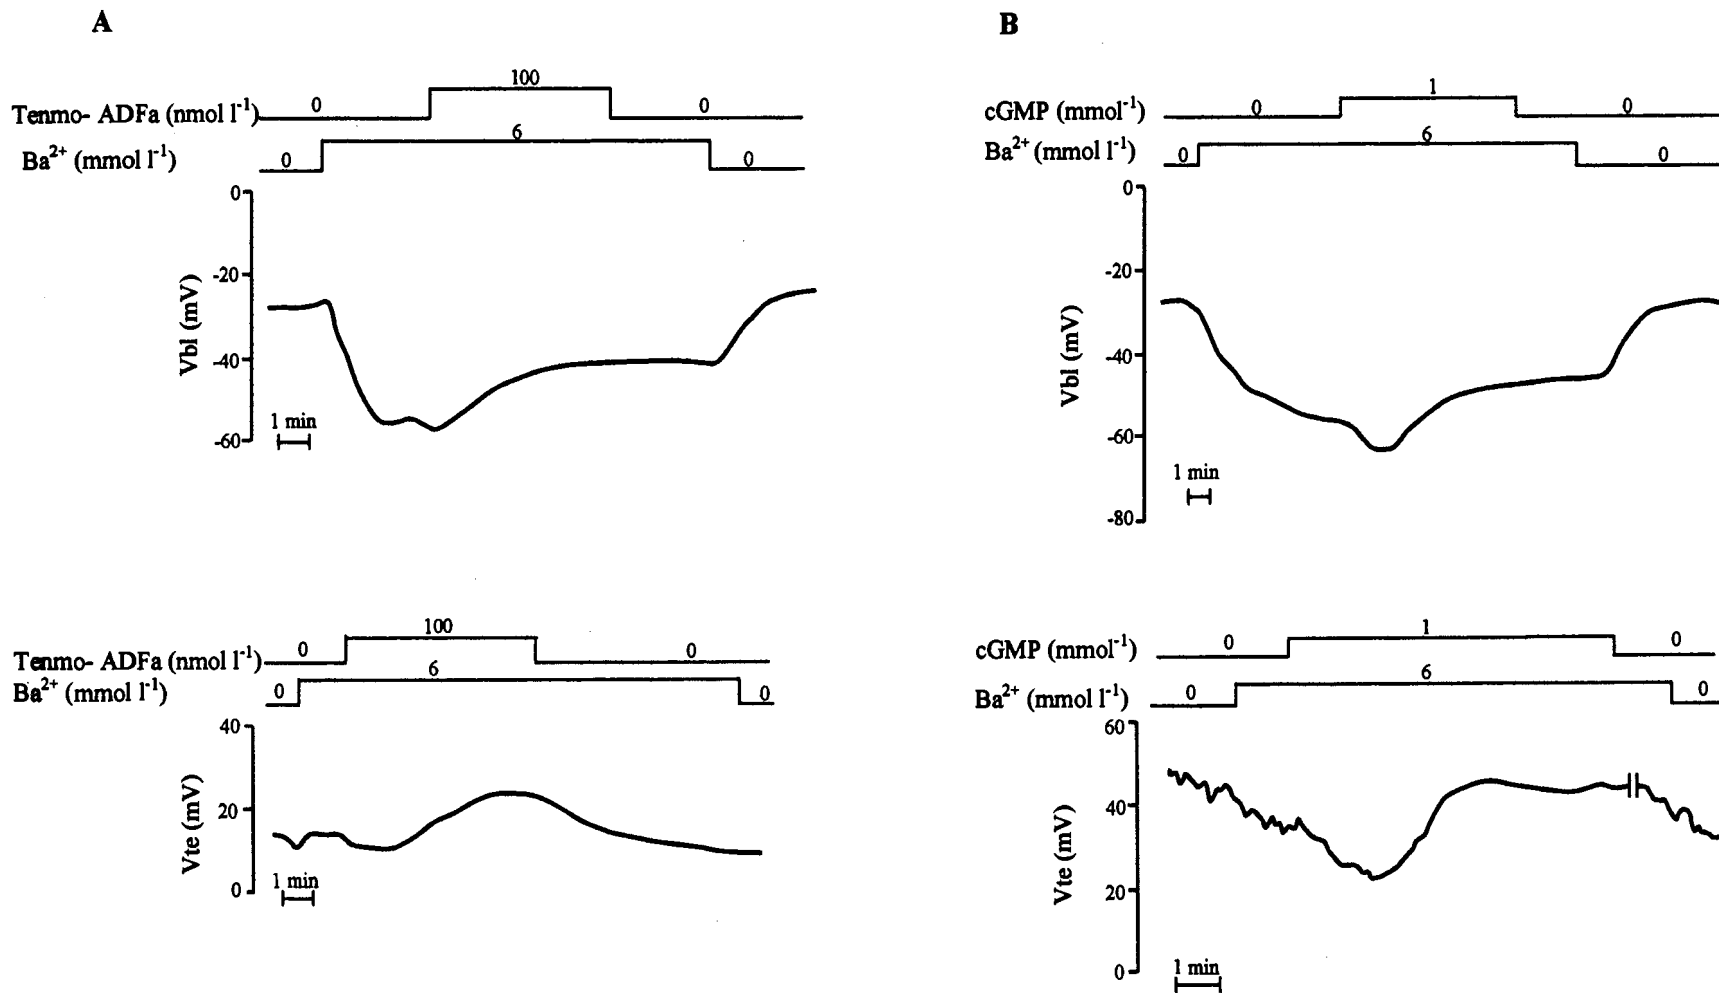 A
Tenmo- ADFa (nmol l⁻¹) 0 100 0
Ba²⁺ (mmol l⁻¹) 0 6 0
0
-20
-40
-60
Vbl (mV)
1 min
B
cGMP (mmol⁻¹) 0 1 0
Ba²⁺ (mmol l⁻¹) 0 6 0
0
-20
-40
-60
-80
Vbl (mV)
1 min
Tenmo- ADFa (nmol l⁻¹) 0 100 0
Ba²⁺ (mmol l⁻¹) 0 6 0
40
20
0
Vte (mV)
1 min
cGMP (mmol⁻¹) 0 1 0
Ba²⁺ (mmol l⁻¹) 0 6 0
60
40
20
0
Vte (mV)
1 min